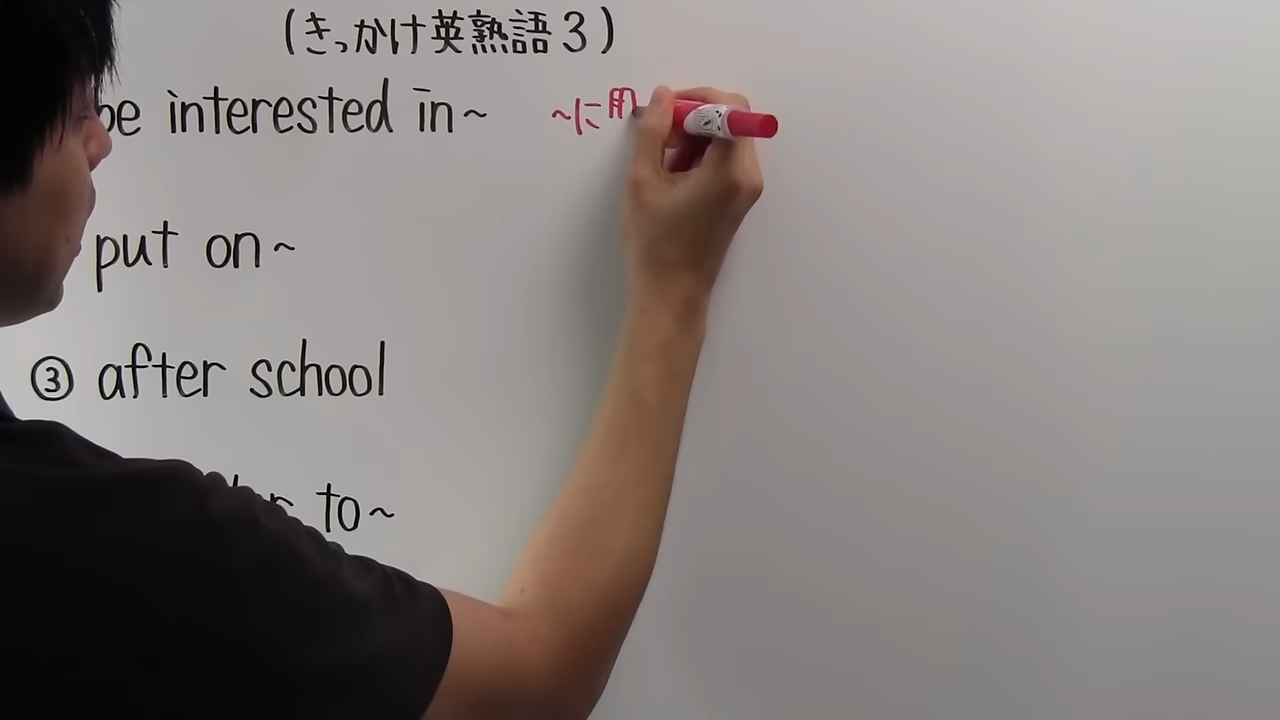 (きっかけ英熟語3)
be interested in~ ~に
put on~
③ after school
to~